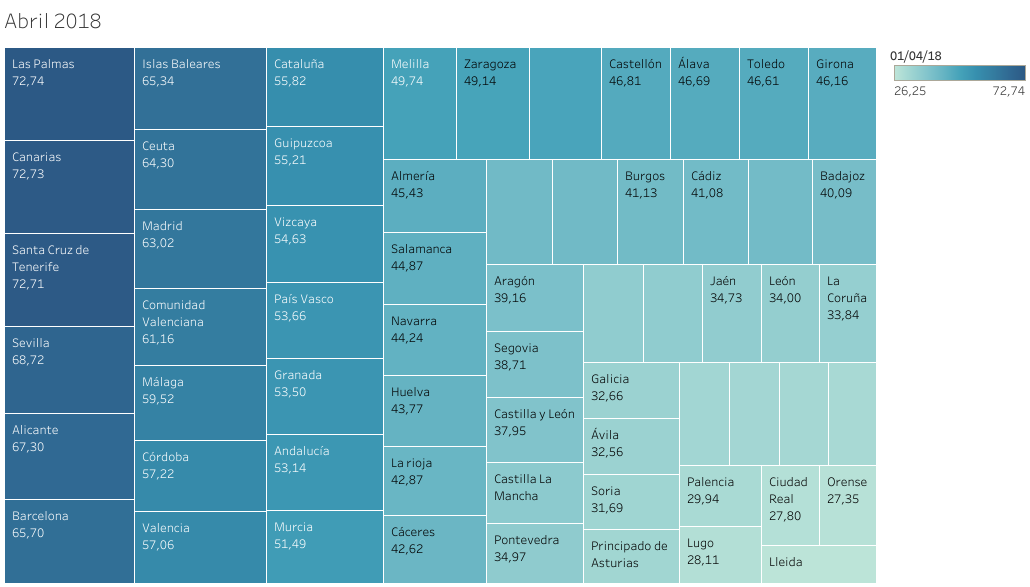 Abril 2018
01/04/18
26,25 72,74
Las Palmas
72,74
Canarias
72,73
Santa Cruz de
Tenerife
72,71
Sevilla
68,72
Alicante
67,30
Barcelona
65,70
Islas Baleares
65,34
Ceuta
64,30
Madrid
63,02
Comunidad
Valenciana
61,16
Málaga
59,52
Córdoba
57,22
Valencia
57,06
Cataluña
55,82
Guipuzcoa
55,21
Vizcaya
54,63
País Vasco
53,66
Granada
53,50
Andalucía
53,14
Murcia
51,49
Melilla
49,74
Zaragoza
49,14
Castellón
46,81
Álava
46,69
Toledo
46,61
Girona
46,16
Almería
45,43
Salamanca
44,87
Navarra
44,24
Huelva
43,77
La rioja
42,87
Cáceres
42,62
Burgos
41,13
Cádiz
41,08
Badajoz
40,09
Aragón
39,16
Segovia
38,71
Castilla y León
37,95
Castilla La
Mancha
Pontevedra
34,97
Jaén
34,73
León
34,00
La
Coruña
33,84
Galicia
32,66
Ávila
32,56
Soria
31,69
Principado de
Asturias
Palencia
29,94
Lugo
28,11
Ciudad
Real
27,80
Orense
27,35
Lleida